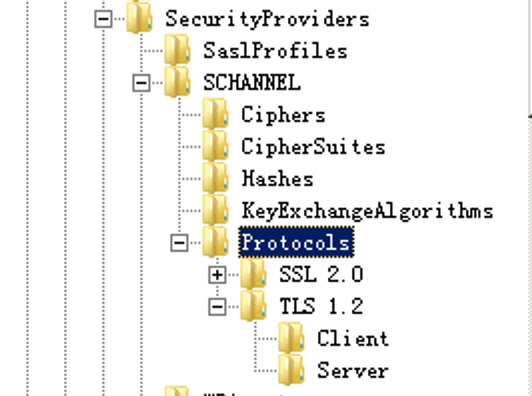 SecurityProviders
SaslProfiles
SCHANNEL
Ciphers
CipherSuites
Hashes
KeyExchangeAlgorithms
Protocols
SSL 2.0
TLS 1.2
Client
Server